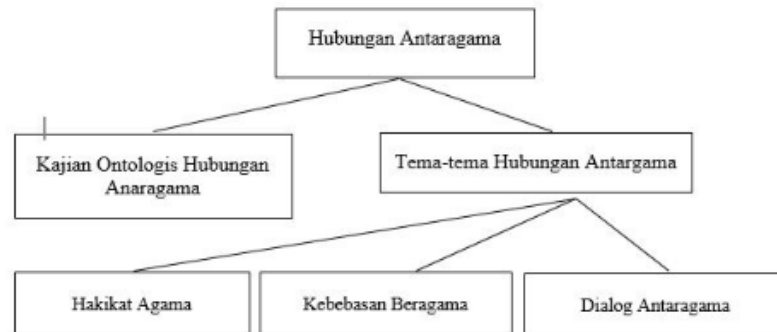 Hubungan Antaragama
Kajian Ontologis Hubungan
Anaragama
Tema-tema Hubungan Antargama
Hakikat Agama
Kebebasan Beragama
Dialog Antaragama